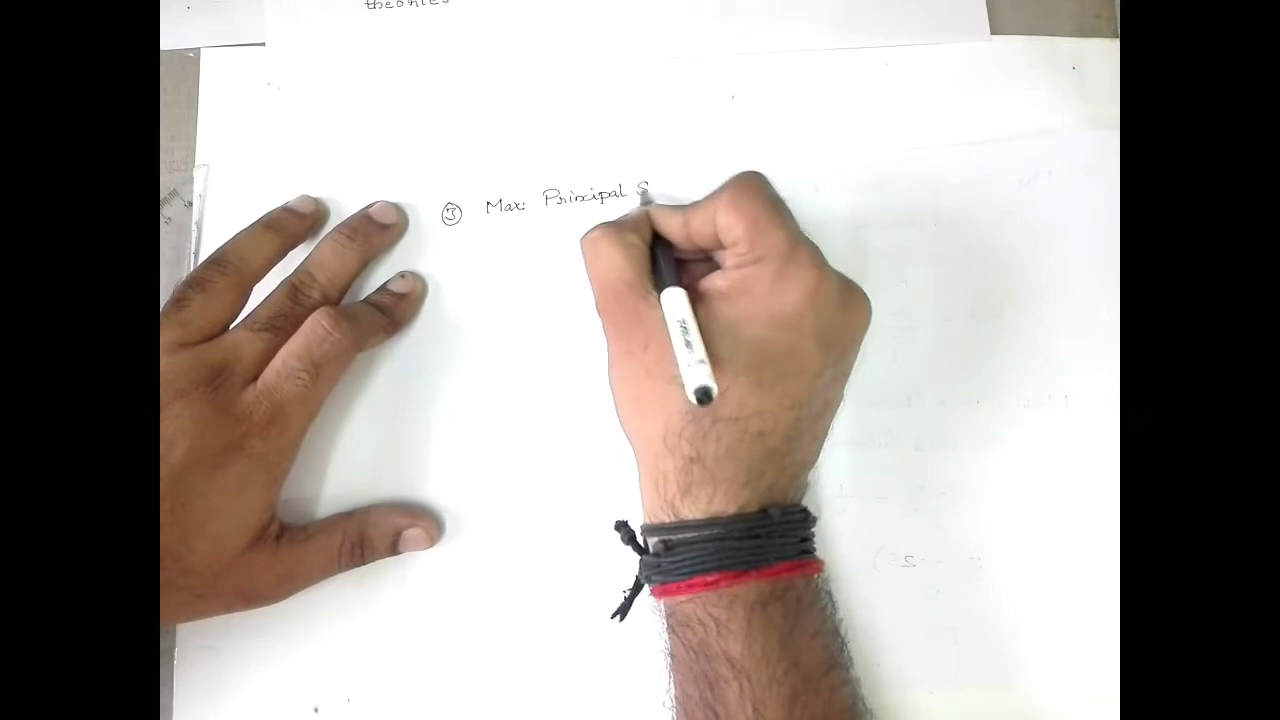 theories
③ Max. Principal S